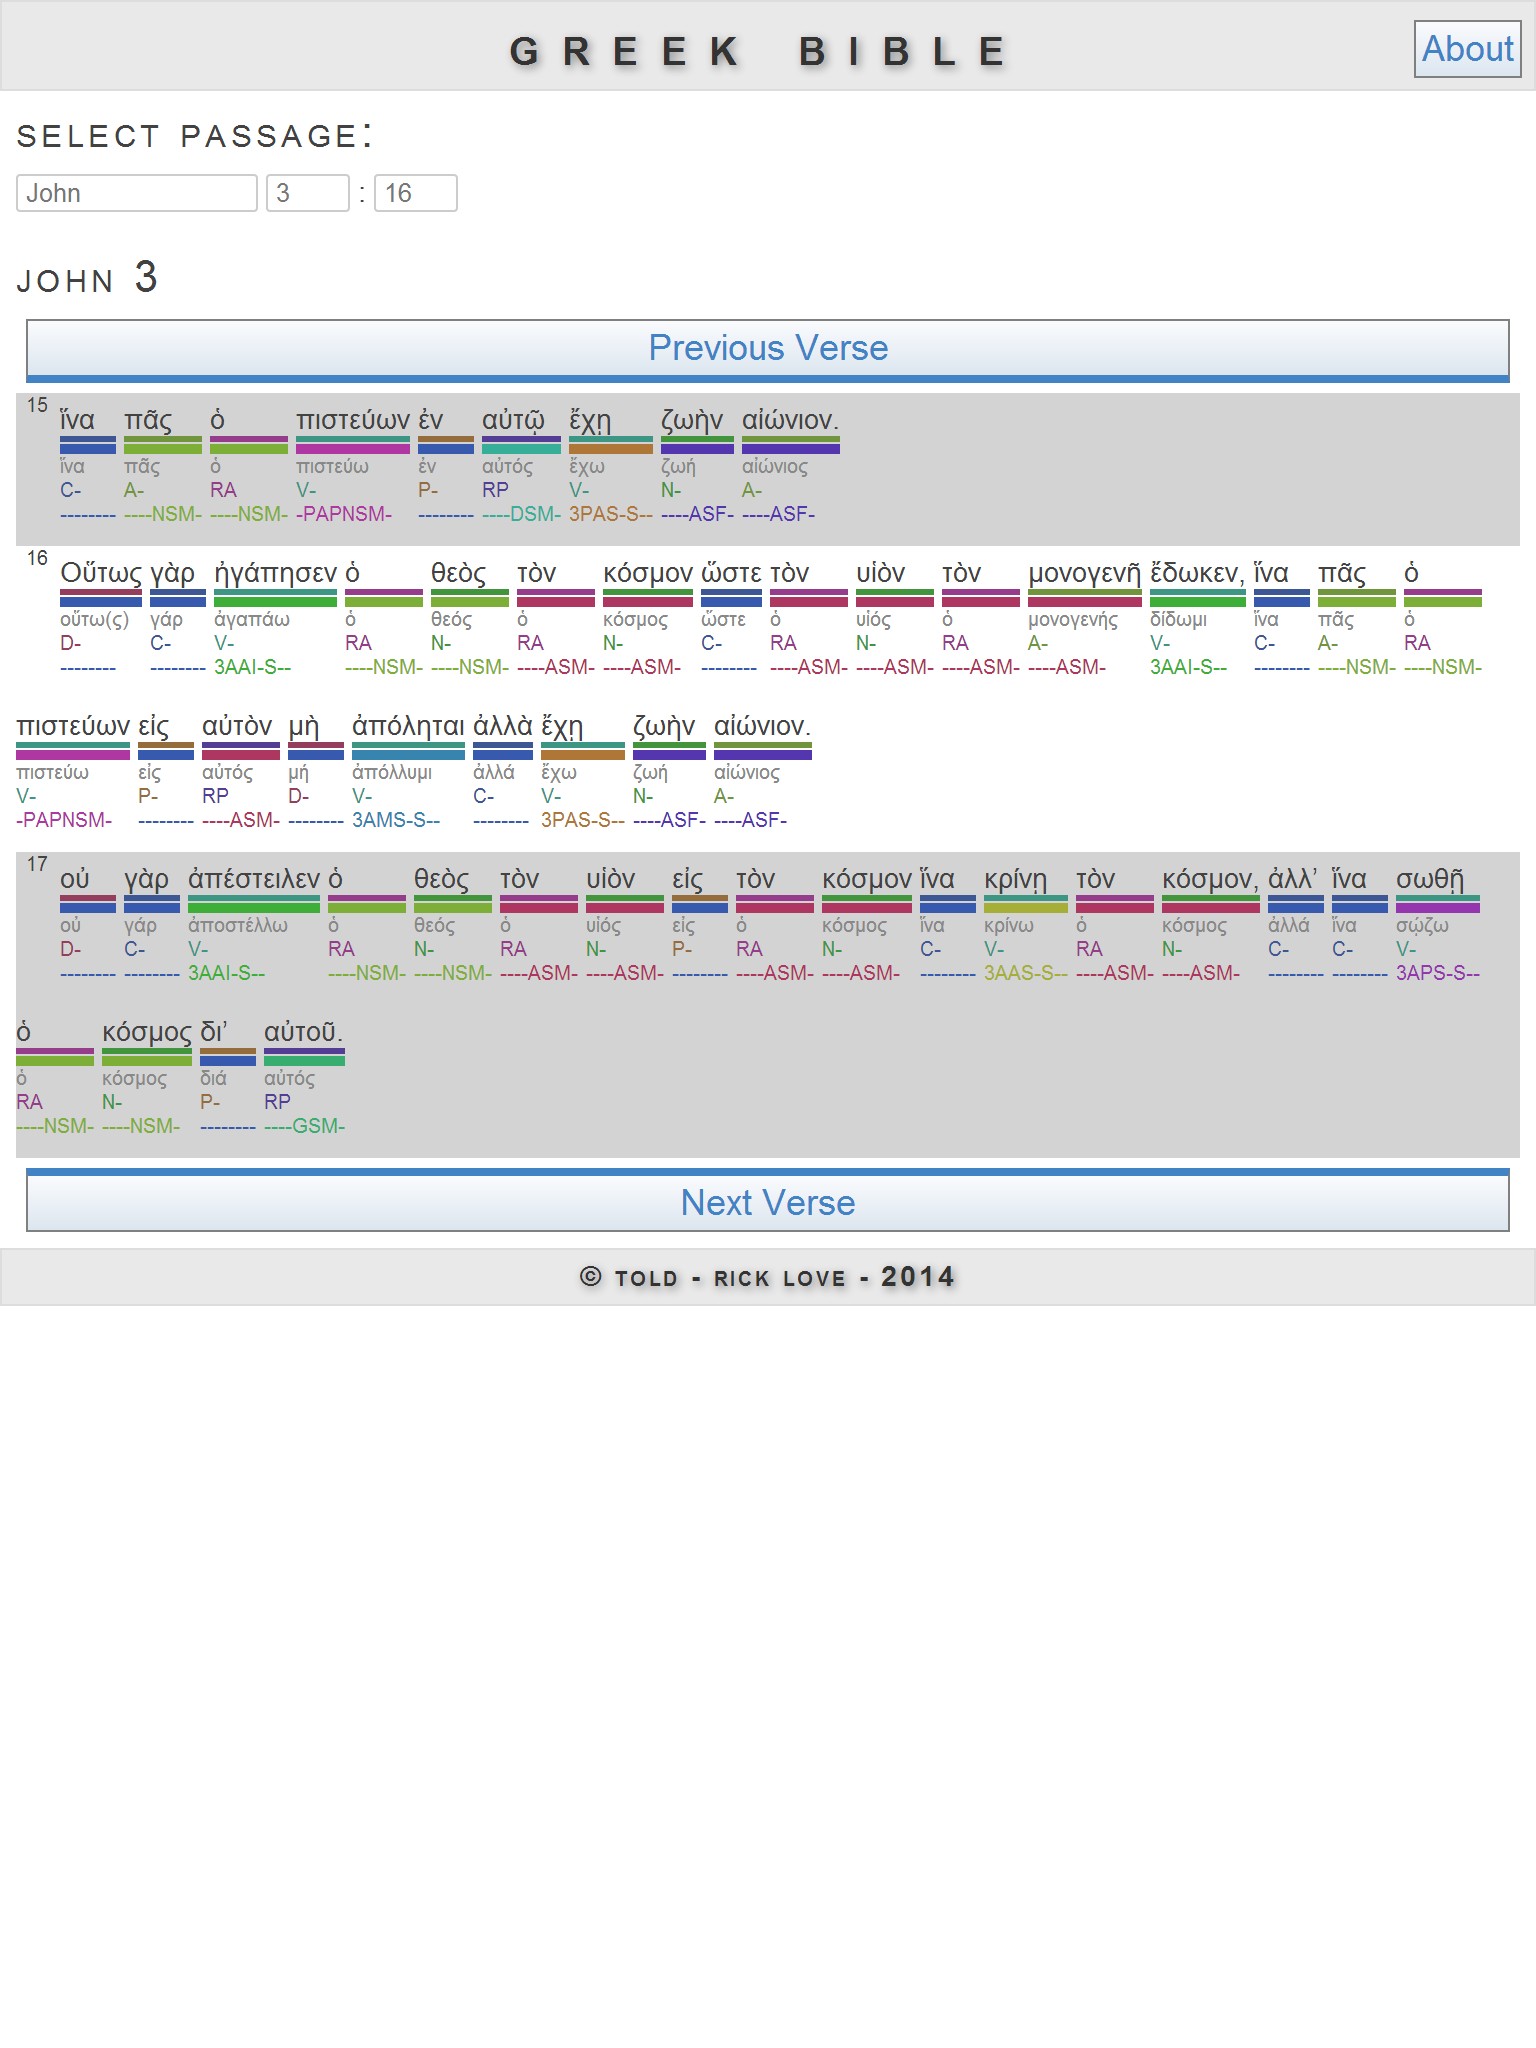 GREEK BIBLE
About
SELECT PASSAGE:
John 3 : 16
JOHN 3
Previous Verse
15 ἵνα πᾶς ὁ πιστεύων ἐν αὐτῷ ἔχῃ ζωὴν αἰώνιον.
ἵνα πᾶς ὁ πιστεύω ἐν αὐτός ἔχω ζωή αἰώνιος
C- A- RA V- P- RP V- N- A-
-------- ----NSM- ----NSM- -PAPNSM- -------- ----DSM- 3PAS-S-- ----ASF- ----ASF-
16 Οὕτως γὰρ ἠγάπησεν ὁ θεὸς τὸν κόσμον ὥστε τὸν υἱὸν τὸν μονογενῆ ἔδωκεν, ἵνα πᾶς ὁ
οὕτω(ς) γάρ ἀγαπάω ὁ θεός ὁ κόσμος ὥστε ὁ υἱός ὁ μονογενής δίδωμι ἵνα πᾶς ὁ
D- C- V- RA N- RA N- C- RA N- RA A- V- C- A- RA
-------- -------- 3AAI-S-- ----NSM- ----NSM- ----ASM- ----ASM- -------- ----ASM- ----ASM- ----ASM- ----ASM- 3AAI-S-- -------- ----NSM- ----NSM-
πιστεύων εἰς αὐτὸν μὴ ἀπόληται ἀλλὰ ἔχῃ ζωὴν αἰώνιον.
πιστεύω εἰς αὐτός μή ἀπόλλυμι ἀλλά ἔχω ζωή αἰώνιος
V- P- RP D- V- C- V- N- A-
-PAPNSM- -------- ----ASM- -------- 3AMS-S-- -------- 3PAS-S-- ----ASF- ----ASF-
17 οὐ γὰρ ἀπέστειλεν ὁ θεὸς τὸν υἱὸν εἰς τὸν κόσμον ἵνα κρίνῃ τὸν κόσμον, ἀλλ’ ἵνα σωθῇ
οὐ γάρ ἀποστέλλω ὁ θεός ὁ υἱός εἰς ὁ κόσμος ἵνα κρίνω ὁ κόσμος ἀλλά ἵνα σῴζω
D- C- V- RA N- RA N- P- RA N- C- V- RA N- C- C- V-
-------- -------- 3AAI-S-- ----NSM- ----NSM- ----ASM- ----ASM- -------- ----ASM- ----ASM- -------- 3AAS-S-- ----ASM- ----ASM- -------- -------- 3APS-S--
ὁ κόσμος δι’ αὐτοῦ.
ὁ κόσμος διά αὐτός
RA N- P- RP
----NSM- ----NSM- -------- ----GSM-
Next Verse
© TOLD - RICK LOVE - 2014